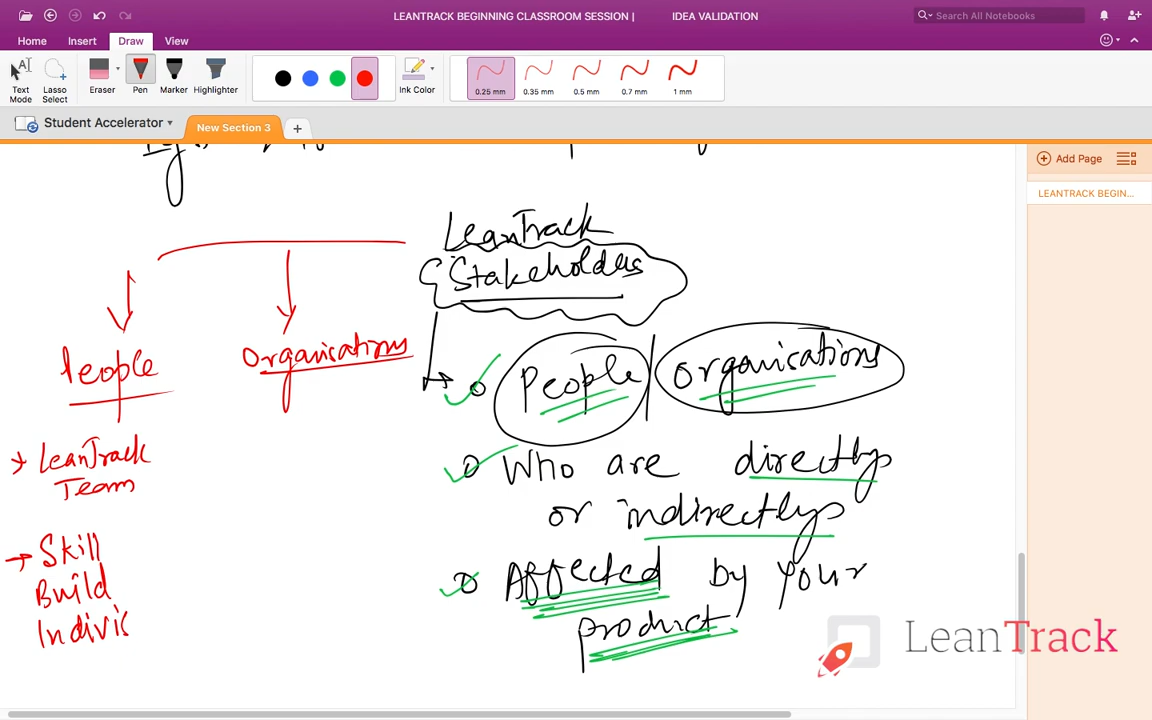 LEANTRACK BEGINNING CLASSROOM SESSION | IDEA VALIDATION
Search All Notebooks
Home Insert Draw View
Text Mode
Lasso Select
Eraser
Pen
Marker
Highlighter
Ink Color
0.25 mm
0.35 mm
0.5 mm
0.7 mm
1 mm
Student Accelerator
New Section 3
+
Add Page
LEANTRACK BEGIN...
LeanTrack
Stakeholders
People
Organisations
People | Organisations
Who are directly
or indirectly
Affected by your
product
LeanTrack
Team
Skill
Build
Indivis
LeanTrack